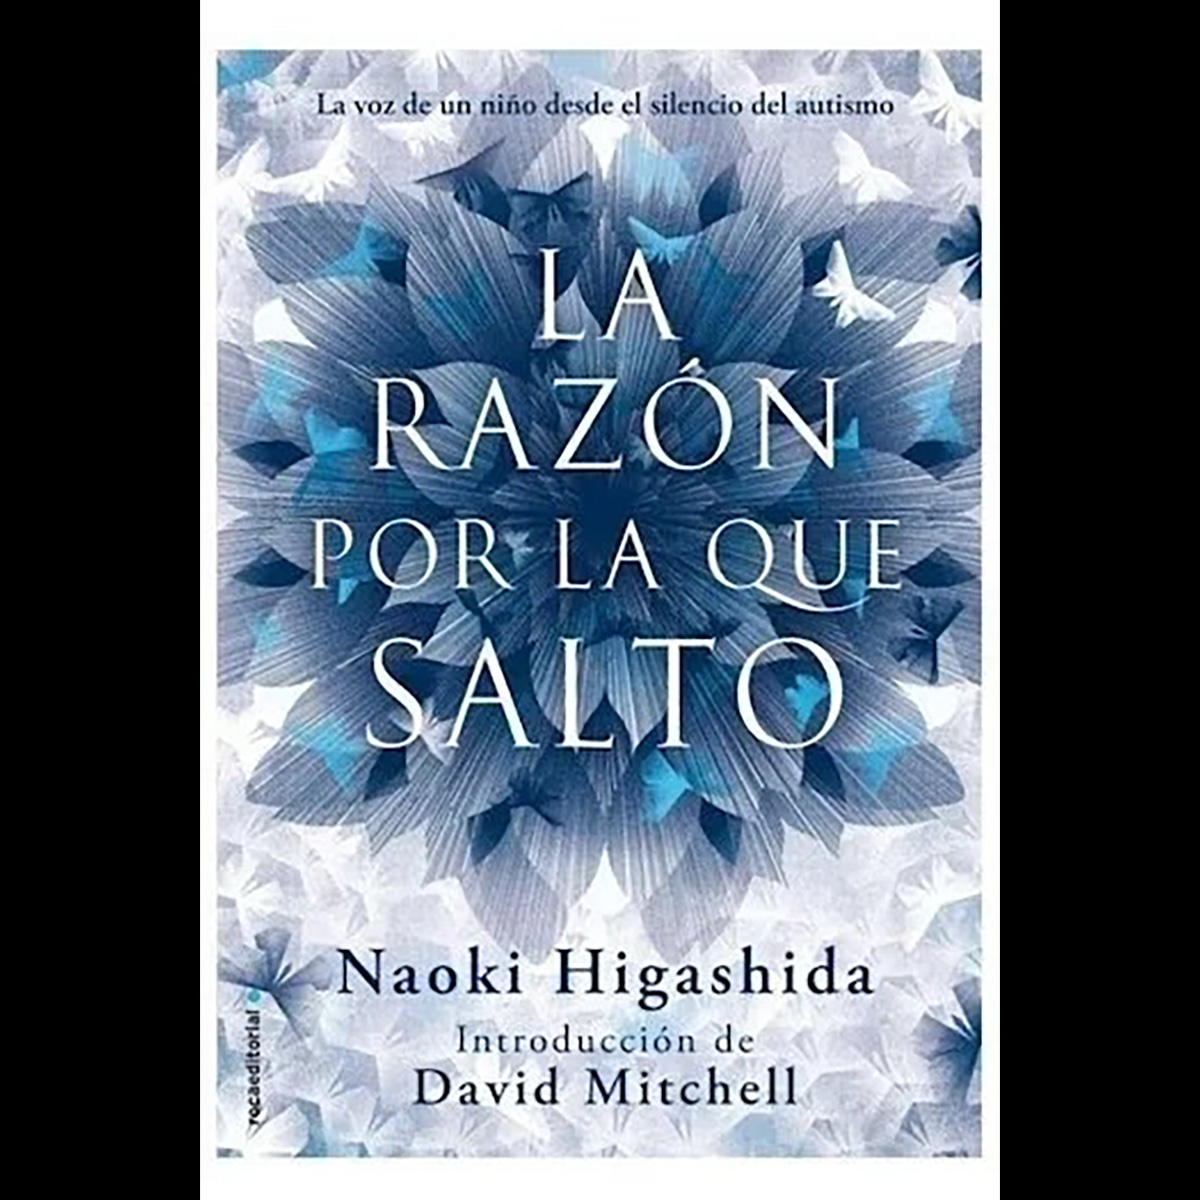 La voz de un niño desde el silencio del autismo
LA
RAZÓN
POR LA QUE
SALTO
Naoki Higashida
Introducción de
David Mitchell
rocaeditorial